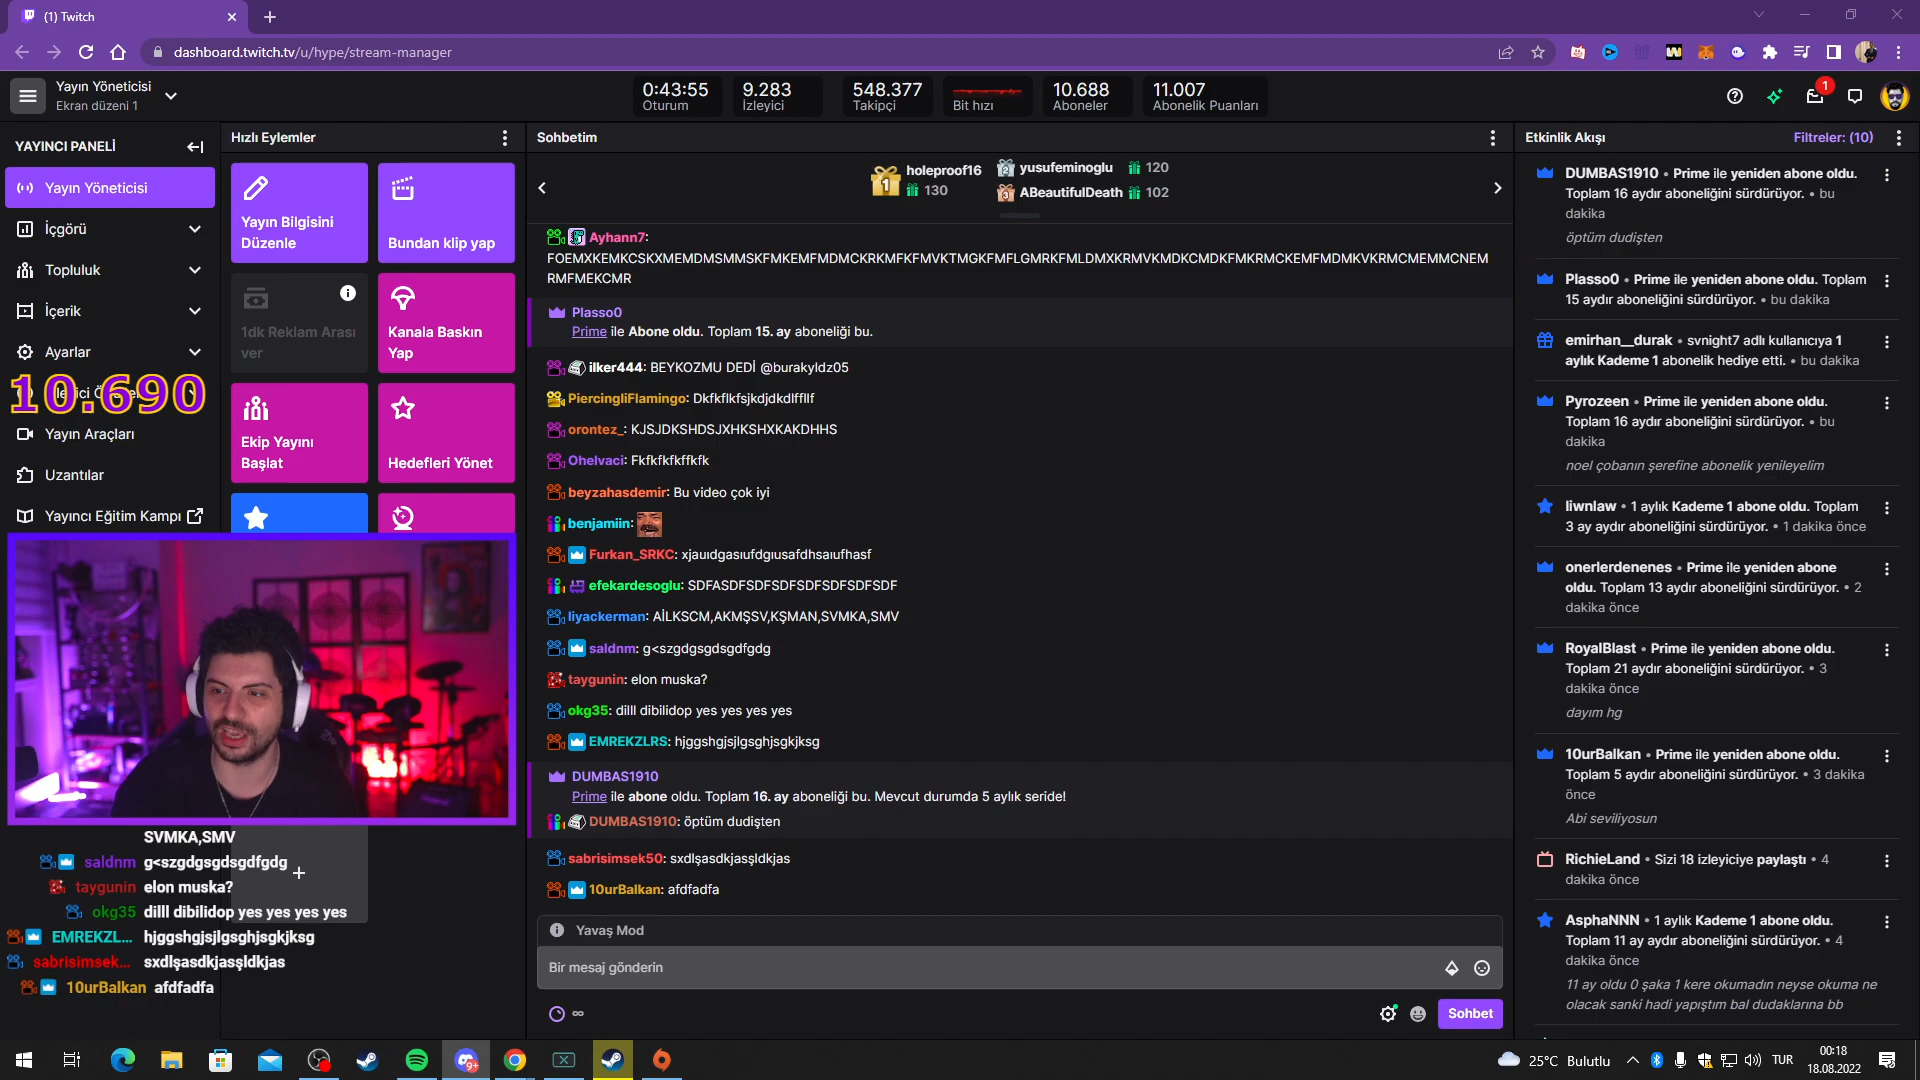 (1) Twitch
dashboard.twitch.tv/u/hype/stream-manager
Yayın Yöneticisi
Ekran düzeni 1
0:43:55
Oturum
9.283
İzleyici
548.377
Takipçi
Bit hızı
10.688
Aboneler
11.007
Abonelik Puanları
1
YAYINCI PANELİ
Yayın Yöneticisi
İçgörü
Topluluk
İçerik
Ayarlar
10.690
Yayın Araçları
Uzantılar
Yayıncı Eğitim Kampı
Hızlı Eylemler
Yayın Bilgisini
Düzenle
Bundan klip yap
1dk Reklam Arası
ver
Kanala Baskın
Yap
Ekip Yayını
Başlat
Hedefleri Yönet
SVMKA,SMV
saldnm g<szgdgsgdsgdfgdg
taygunin elon muska?
okg35 dilll dibilidop yes yes yes yes
EMREKZL... hjggshgjsjlgsghjsgkjksg
sabrisimsek... sxdlşasdkjasşldkjas
10urBalkan afdfadfa
Sohbetim
1 holeproof16
130
2 yusufeminoglu 120
3 ABeautifulDeath 102
Ayhann7:
FOEMXKEMKCSKXMEMDMSMMSKFMKEMFMDMCKRKMFKFMVKTMGKFMFLGMRKFMLDMXKRMVKMDKCMDKFMKRMCKEMFMDMKVKRMCMEMMCNEM
RMFMEKCMR
Plasso0
Prime ile Abone oldu. Toplam 15. ay aboneliği bu.
ilker444: BEYKOZMU DEDİ @burakyldz05
PiercingliFlamingo: Dkfkflkfsjkdjdkdlffllf
orontez_: KJSJDKSHDSJXHKSHXKAKDHHS
Ohelvaci: Fkfkfkfkffkfk
beyzahasdemir: Bu video çok iyi
benjamiin:
Furkan_SRKC: xjauıdgasıufdgıusafdhsaıufhasf
efekardesoglu: SDFASDFSDFSDFSDFSDFSDFSDF
liyackerman: AİLKSCM,AKMŞSV,KŞMAN,SVMKA,SMV
saldnm: g<szgdgsgdsgdfgdg
taygunin: elon muska?
okg35: dilll dibilidop yes yes yes yes
EMREKZLRS: hjggshgjsjlgsghjsgkjksg
DUMBAS1910
Prime ile abone oldu. Toplam 16. ay aboneliği bu. Mevcut durumda 5 aylık seride!
DUMBAS1910: öptüm dudişten
sabrisimsek50: sxdlşasdkjasşldkjas
10urBalkan: afdfadfa
Yavaş Mod
Bir mesaj gönderin
Sohbet
Etkinlik Akışı
Filtreler: (10)
DUMBAS1910 • Prime ile yeniden abone oldu.
Toplam 16 aydır aboneliğini sürdürüyor. • bu
dakika
öptüm dudişten
Plasso0 • Prime ile yeniden abone oldu. Toplam
15 aydır aboneliğini sürdürüyor. • bu dakika
emirhan__durak • svnight7 adlı kullanıcıya 1
aylık Kademe 1 abonelik hediye etti. • bu dakika
Pyrozeen • Prime ile yeniden abone oldu.
Toplam 16 aydır aboneliğini sürdürüyor. • bu
dakika
noel çobanın şerefine abonelik yenileyelim
liwnlaw • 1 aylık Kademe 1 abone oldu. Toplam
3 ay aydır aboneliğini sürdürüyor. • 1 dakika önce
onerlerdenenes • Prime ile yeniden abone
oldu. Toplam 13 aydır aboneliğini sürdürüyor. • 2
dakika önce
RoyalBlast • Prime ile yeniden abone oldu.
Toplam 21 aydır aboneliğini sürdürüyor. • 3
dakika önce
dayım hg
10urBalkan • Prime ile yeniden abone oldu.
Toplam 5 aydır aboneliğini sürdürüyor. • 3 dakika
önce
Abi seviliyosun
RichieLand • Sizi 18 izleyiciye paylaştı • 4
dakika önce
AsphaNNN • 1 aylık Kademe 1 abone oldu.
Toplam 11 ay aydır aboneliğini sürdürüyor. • 4
dakika önce
11 ay oldu 0 şaka 1 kere okumadın neyse okuma ne
olacak sanki hadi yapıştım bal dudaklarına bb
9+
25°C Bulutlu
TUR
00:18
18.08.2022